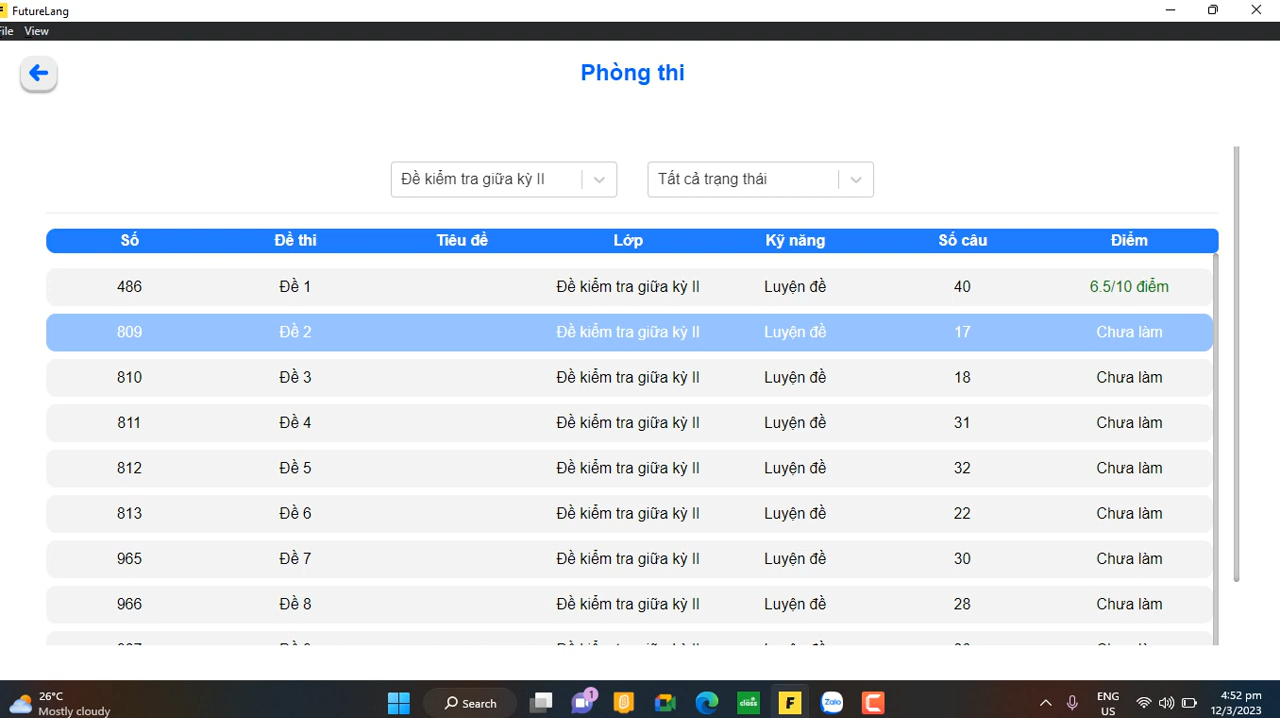 FutureLang
File View
Phòng thi
Đề kiểm tra giữa kỳ II Tất cả trạng thái
Số Đề thi Tiêu đề Lớp Kỹ năng Số câu Điểm
486 Đề 1 Đề kiểm tra giữa kỳ II Luyện đề 40 6.5/10 điểm
809 Đề 2 Đề kiểm tra giữa kỳ II Luyện đề 17 Chưa làm
810 Đề 3 Đề kiểm tra giữa kỳ II Luyện đề 18 Chưa làm
811 Đề 4 Đề kiểm tra giữa kỳ II Luyện đề 31 Chưa làm
812 Đề 5 Đề kiểm tra giữa kỳ II Luyện đề 32 Chưa làm
813 Đề 6 Đề kiểm tra giữa kỳ II Luyện đề 22 Chưa làm
965 Đề 7 Đề kiểm tra giữa kỳ II Luyện đề 30 Chưa làm
966 Đề 8 Đề kiểm tra giữa kỳ II Luyện đề 28 Chưa làm
26°C
Mostly cloudy
Search
1
class
F
Zalo
ENG
US
4:52 pm
12/3/2023